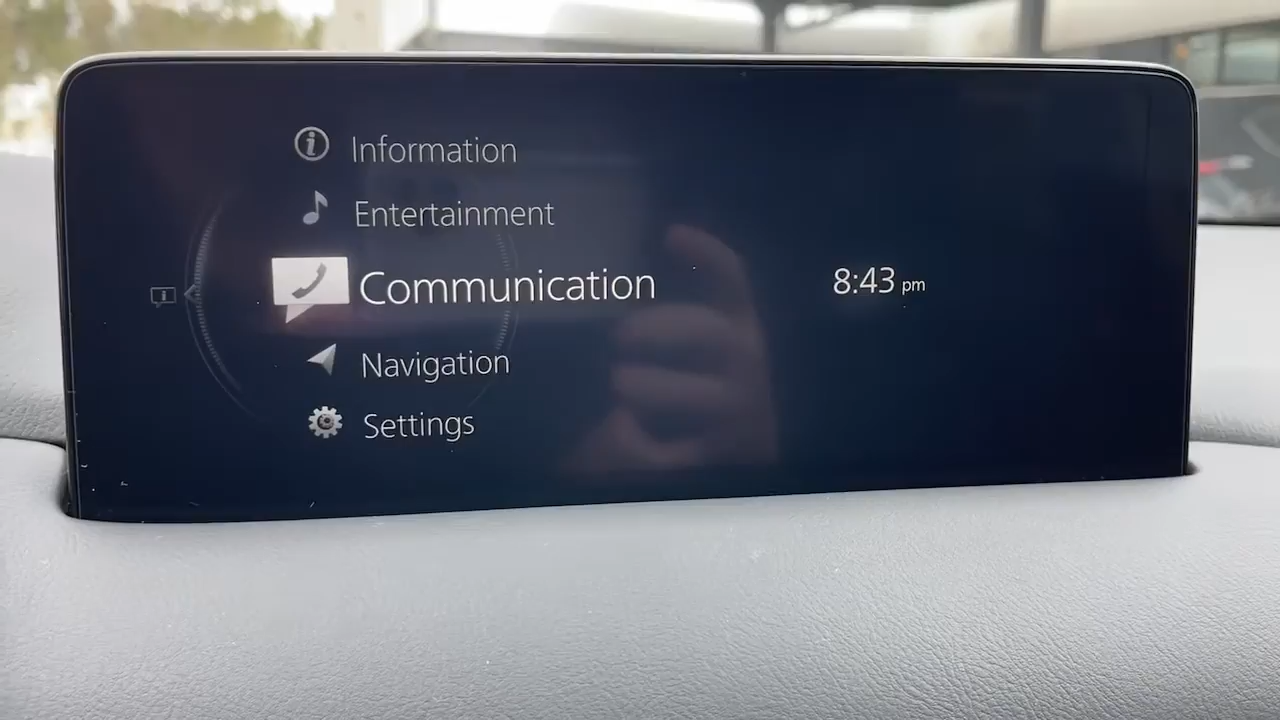 Information
Entertainment
Communication
8:43 pm
Navigation
Settings